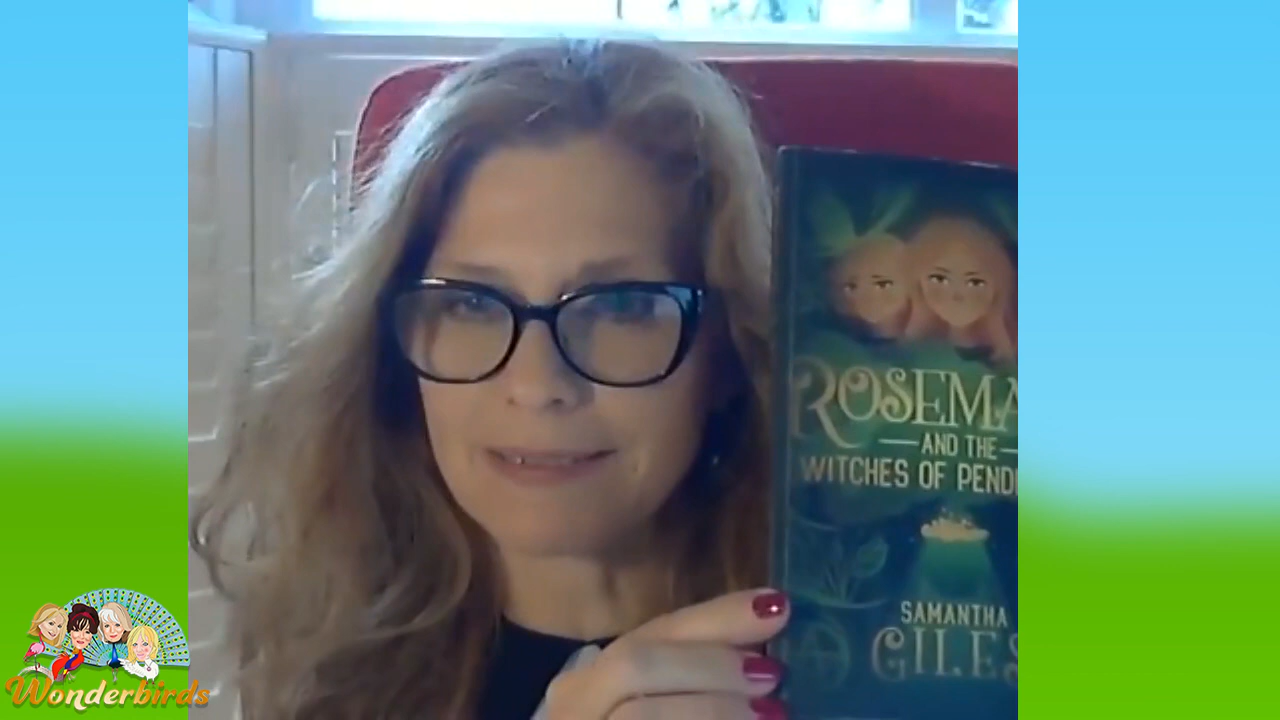 ROSEMA
AND THE
WITCHES OF PEND
SAMANTHA
GILES
Wonderbirds